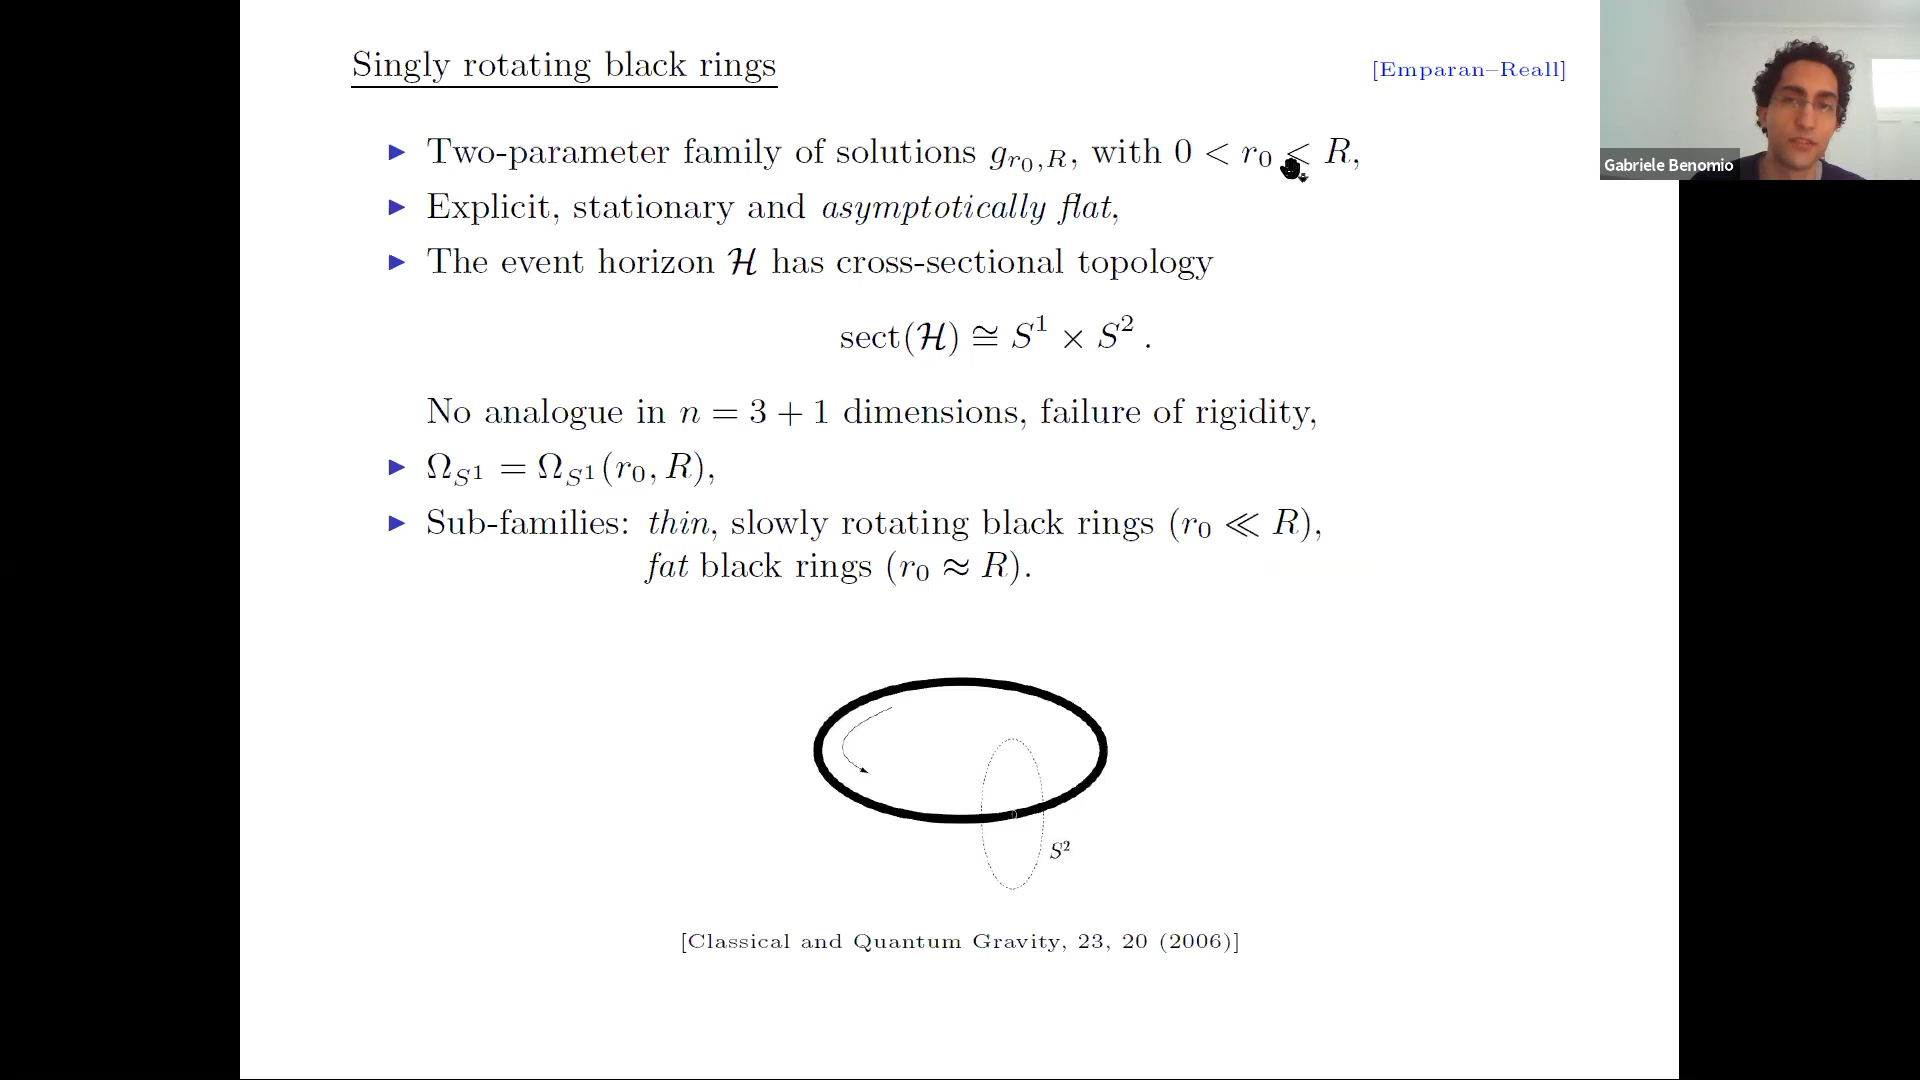 Singly rotating black rings
[Emparan–Reall]
Gabriele Benomio
▶ Two-parameter family of solutions g_{r_0,R}, with 0 < r_0 < R,
▶ Explicit, stationary and asymptotically flat,
▶ The event horizon ℋ has cross-sectional topology
sect(ℋ) ≅ S^1 × S^2 .
No analogue in n = 3 + 1 dimensions, failure of rigidity,
▶ Ω_{S^1} = Ω_{S^1}(r_0, R),
▶ Sub-families: thin, slowly rotating black rings (r_0 ≪ R),
fat black rings (r_0 ≈ R).
S^2
[Classical and Quantum Gravity, 23, 20 (2006)]